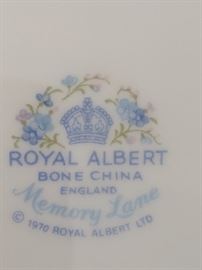 ROYAL ALBERT
BONE CHINA
ENGLAND
Memory Lane
© 1970 ROYAL ALBERT LTD